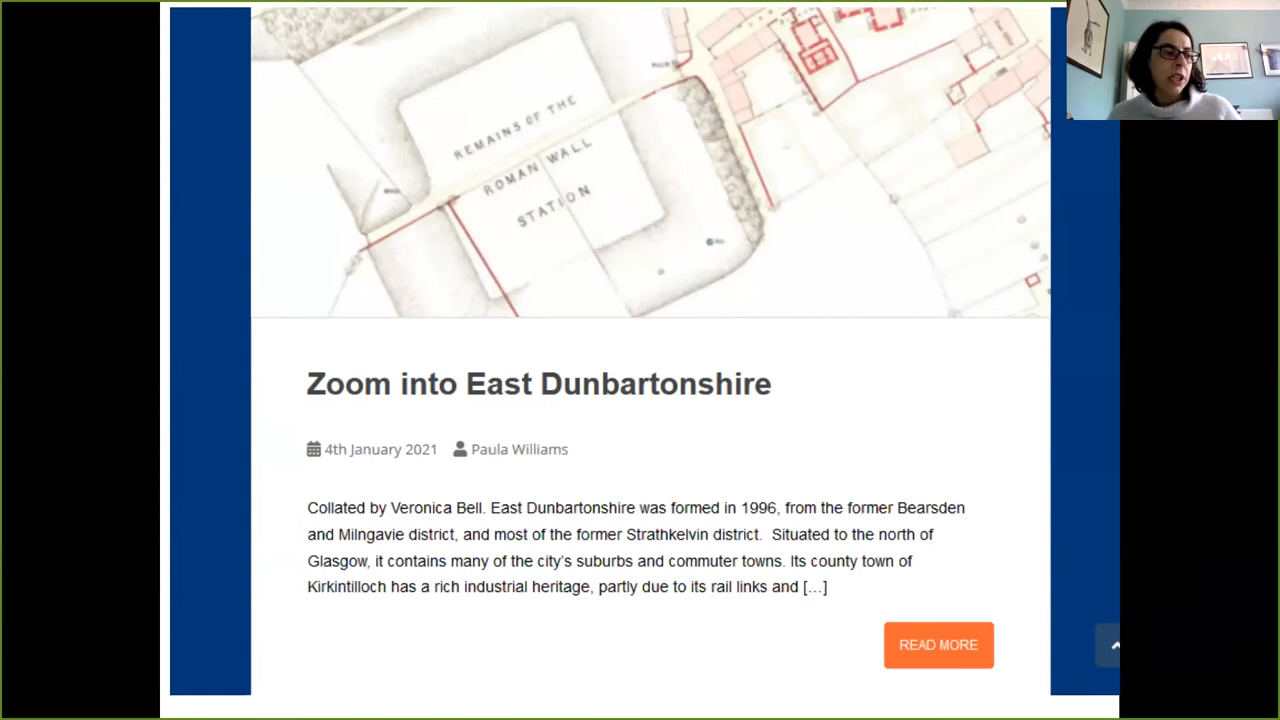 REMAINS OF THE
ROMAN WALL
STATION
Zoom into East Dunbartonshire
4th January 2021 Paula Williams
Collated by Veronica Bell. East Dunbartonshire was formed in 1996, from the former Bearsden
and Milngavie district, and most of the former Strathkelvin district. Situated to the north of
Glasgow, it contains many of the city's suburbs and commuter towns. Its county town of
Kirkintilloch has a rich industrial heritage, partly due to its rail links and […]
READ MORE